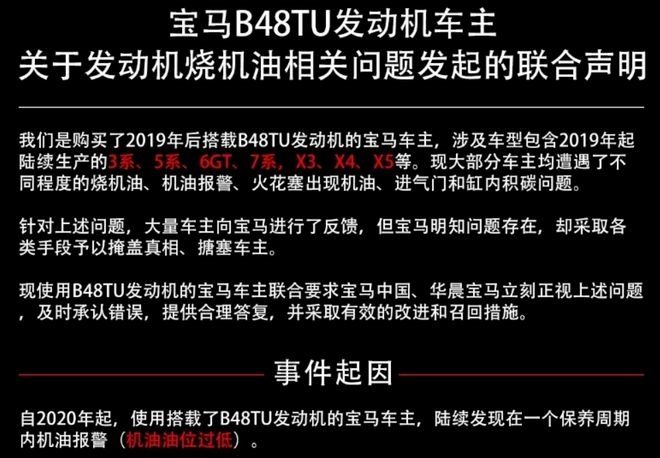 宝马B48TU发动机车主
关于发动机烧机油相关问题发起的联合声明
我们是购买了2019年后搭载B48TU发动机的宝马车主，涉及车型包含2019年起
陆续生产的3系、5系、6GT、7系，X3、X4、X5等。现大部分车主均遭遇了不
同程度的烧机油、机油报警、火花塞出现机油、进气门和缸内积碳问题。
针对上述问题，大量车主向宝马进行了反馈，但宝马明知问题存在，却采取各
类手段予以掩盖真相、搪塞车主。
现使用B48TU发动机的宝马车主联合要求宝马中国、华晨宝马立刻正视上述问题
，及时承认错误，提供合理答复，并采取有效的改进和召回措施。
事件起因
自2020年起，使用搭载了B48TU发动机的宝马车主，陆续发现在一个保养周期
内机油报警（机油油位过低）。